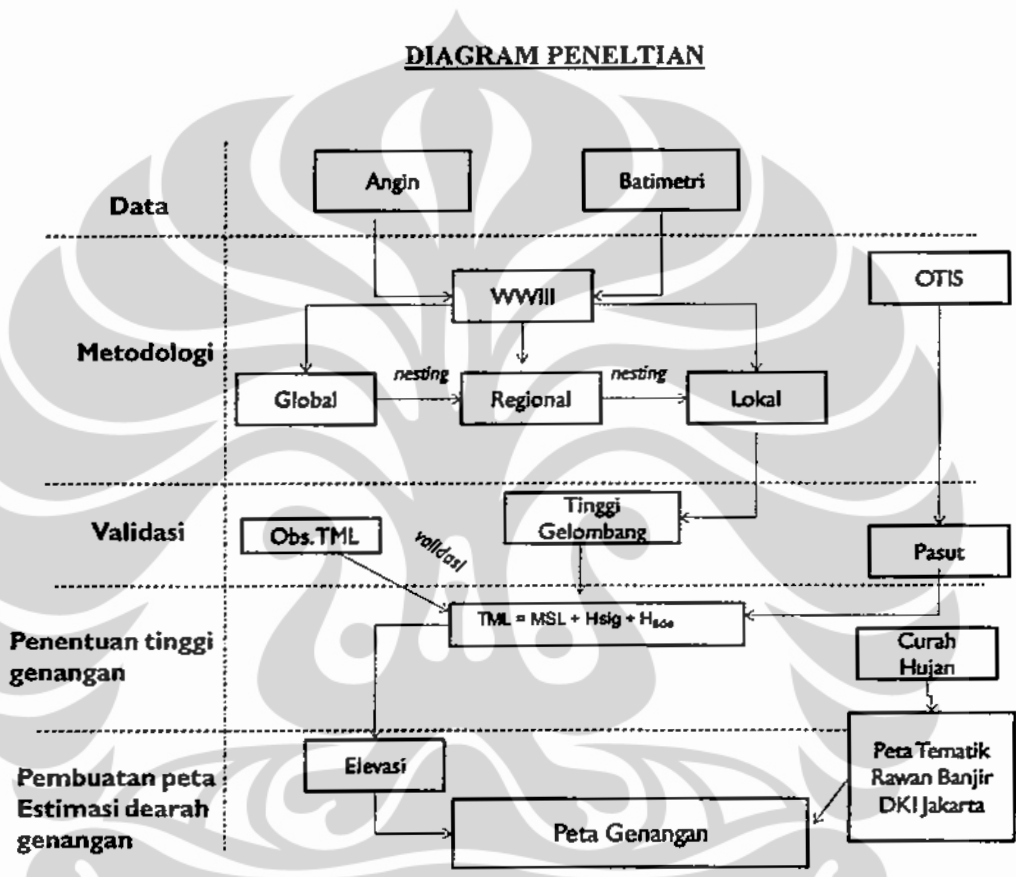 DIAGRAM PENELTIAN
Data
Angin
Batimetri
Metodologi
WWIII
OTIS
Global
nesting
Regional
nesting
Lokal
Validasi
Obs.TML
validasi
Tinggi
Gelombang
Pasut
Penentuan tinggi
genangan
TML = MSL + Hsig + H
Curah
Hujan
Pembuatan peta
Estimasi dearah
genangan
Elevasi
Peta Genangan
Peta Tematik
Rawan Banjir
DKI Jakarta